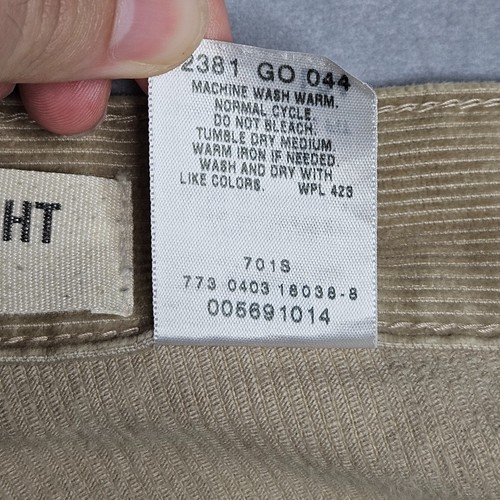 2381 GO 044
MACHINE WASH WARM.
NORMAL CYCLE.
DO NOT BLEACH.
TUMBLE DRY MEDIUM.
WARM IRON IF NEEDED.
WASH AND DRY WITH
LIKE COLORS. WPL 423
HT
701S
773 0403 18038-8
005691014